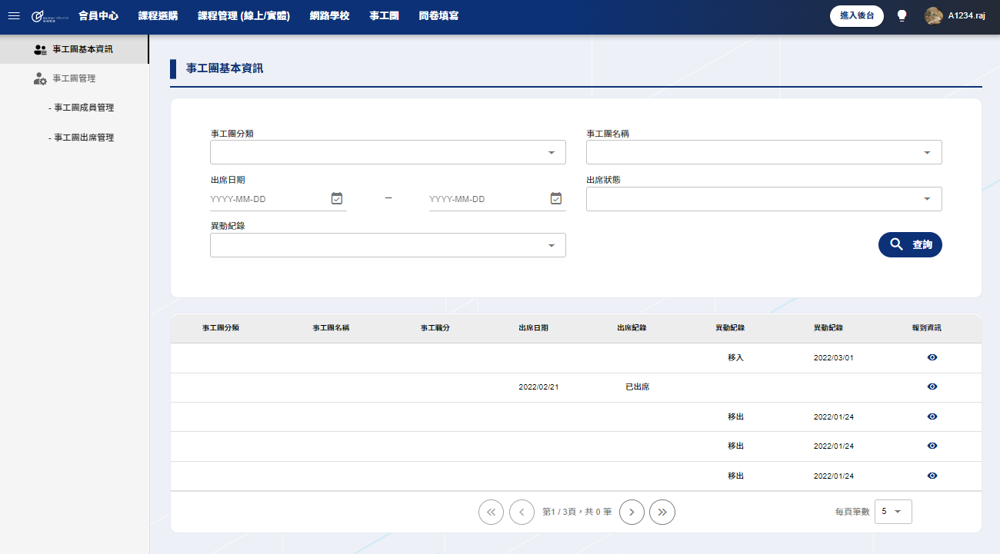 會員中心 課程選購 課程管理 (線上/實體) 網路學校 事工團 問卷填寫 進入後台 A1234.raj
事工團基本資訊
事工團管理
- 事工團成員管理
- 事工團出席管理
事工團基本資訊
事工團分類 事工團名稱
出席日期 出席狀態
YYYY-MM-DD – YYYY-MM-DD
異動紀錄
查詢
事工團分類 事工團名稱 事工職分 出席日期 出席紀錄 異動紀錄 異動紀錄 報到資訊
移入 2022/03/01
2022/02/21 已出席
移出 2022/01/24
移出 2022/01/24
移出 2022/01/24
第1 / 3頁，共 0 筆 每頁筆數 5